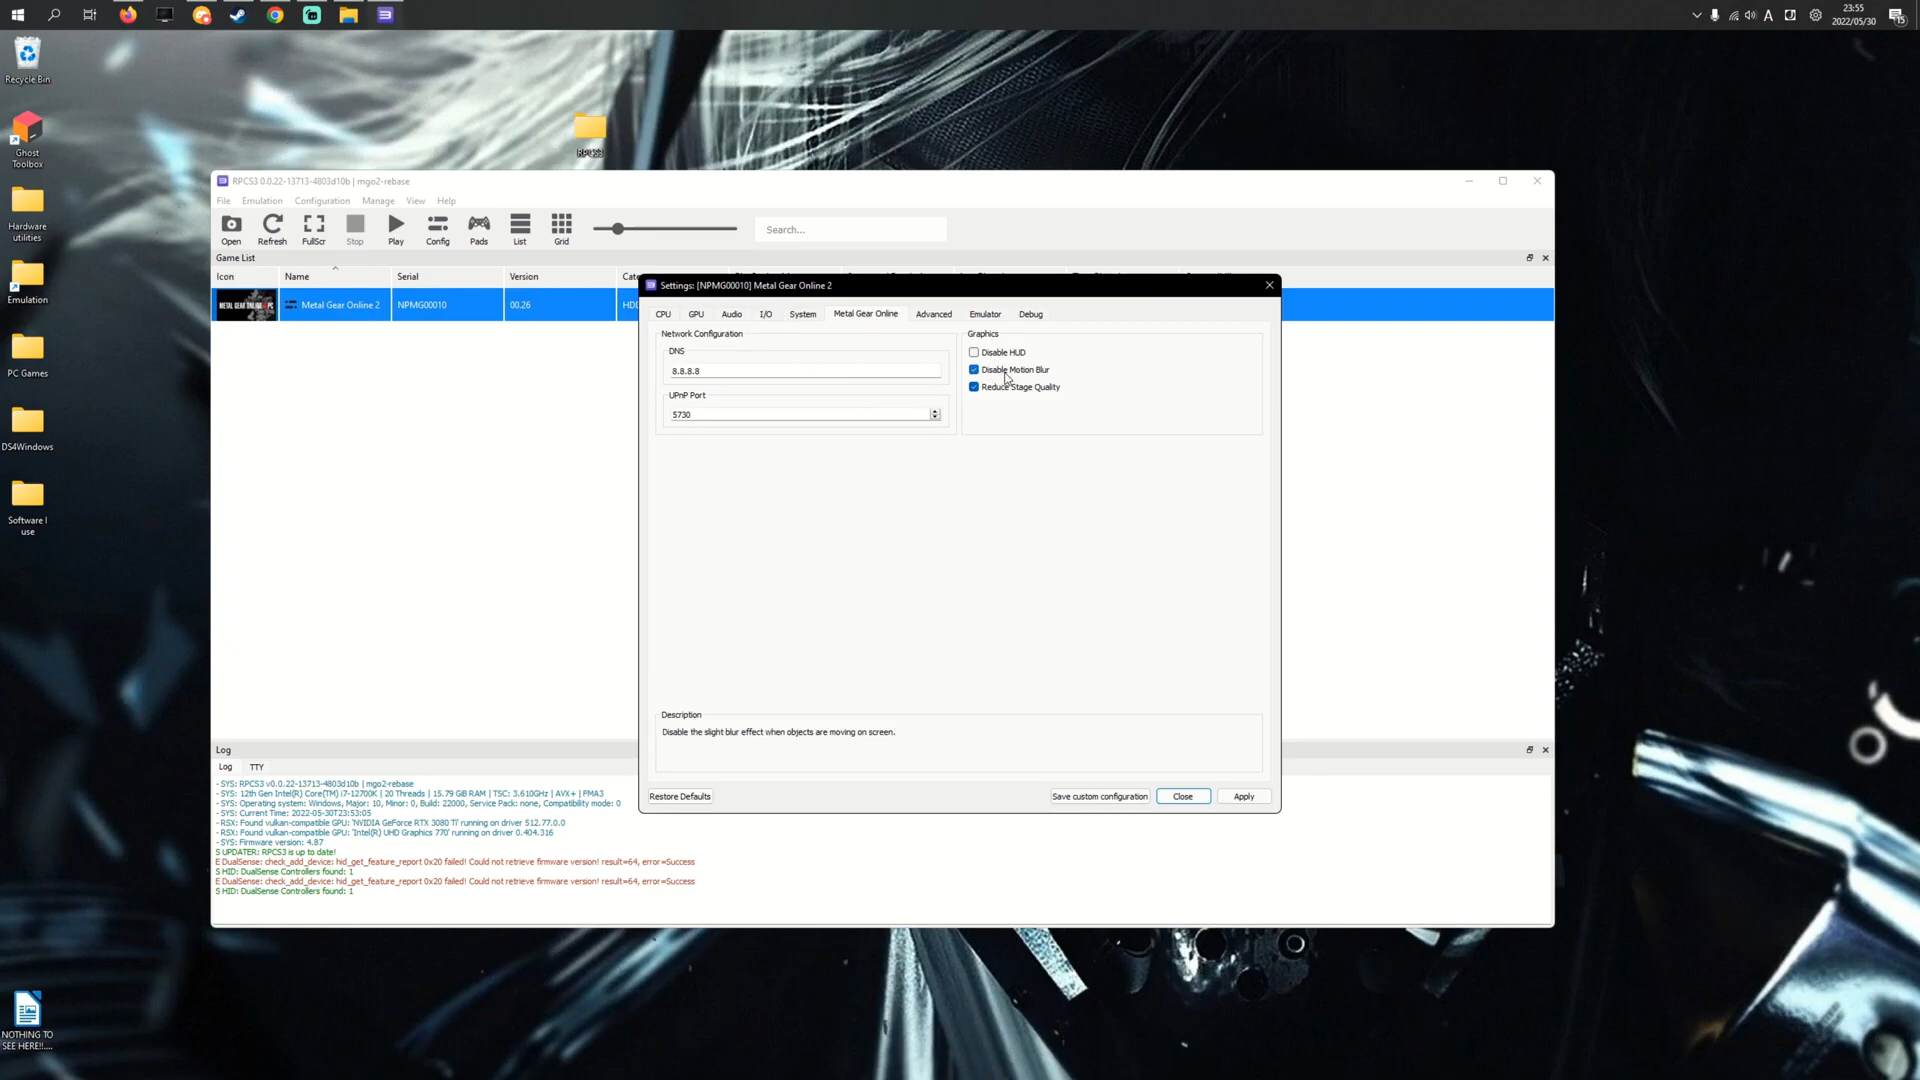 23:55
A
2022/05/30
15
Recycle Bin
Ghost
Toolbox
Hardware
utilities
Emulation
PC Games
DS4Windows
Software I
use
NOTHING TO
SEE HERE!!....
RPCS3
RPCS3 0.0.22-13713-4803d10b | mgo2-rebase
File Emulation Configuration Manage View Help
Open Refresh FullScr Stop Play Config Pads List Grid
Search...
Game List
Icon Name Serial Version Cate
METAL GEAR ONLINE PC Metal Gear Online 2 NPMG00010 00.26 HDD
Settings: [NPMG00010] Metal Gear Online 2
CPU GPU Audio I/O System Metal Gear Online Advanced Emulator Debug
Network Configuration
DNS
8.8.8.8
UPnP Port
5730
Graphics
Disable HUD
Disable Motion Blur
Reduce Stage Quality
Description
Disable the slight blur effect when objects are moving on screen.
Restore Defaults Save custom configuration Close Apply
Log
Log TTY
- SYS: RPCS3 v0.0.22-13713-4803d10b | mgo2-rebase
- SYS: 12th Gen Intel(R) Core(TM) i7-12700K | 20 Threads | 15.79 GiB RAM | TSC: 3.610GHz | AVX+ | FMA3
- SYS: Operating system: Windows, Major: 10, Minor: 0, Build: 22000, Service Pack: none, Compatibility mode: 0
- SYS: Current Time: 2022-05-30T23:53:05
- RSX: Found vulkan-compatible GPU: 'NVIDIA GeForce RTX 3080 Ti' running on driver 512.77.0.0
- RSX: Found vulkan-compatible GPU: 'Intel(R) UHD Graphics 770' running on driver 0.404.316
- SYS: Firmware version: 4.87
S UPDATER: RPCS3 is up to date!
E DualSense: check_add_device: hid_get_feature_report 0x20 failed! Could not retrieve firmware version! result=64, error=Success
S HID: DualSense Controllers found: 1
E DualSense: check_add_device: hid_get_feature_report 0x20 failed! Could not retrieve firmware version! result=64, error=Success
S HID: DualSense Controllers found: 1